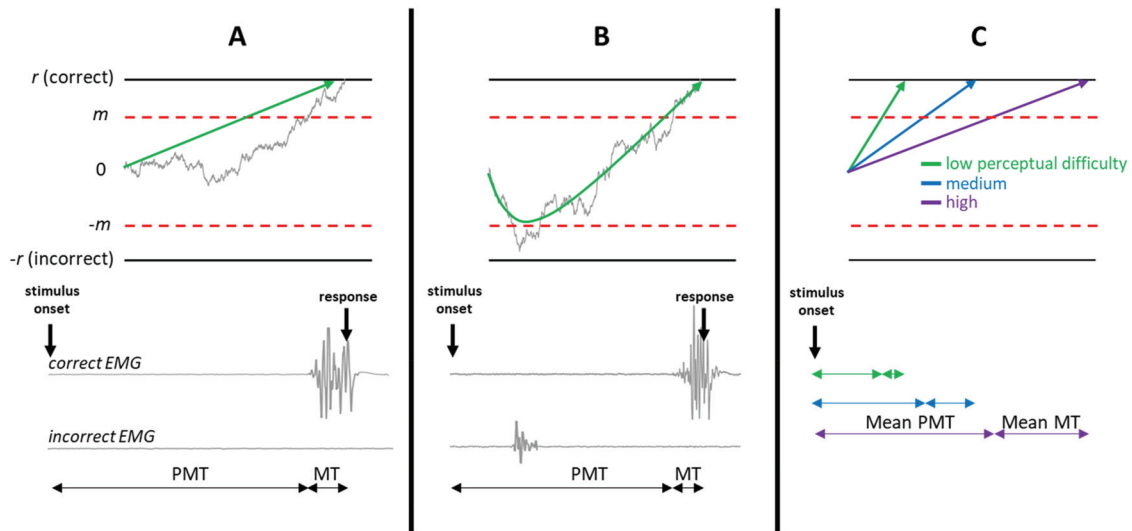 A
r (correct)
m
0
-m
-r (incorrect)
stimulus
onset
response
correct EMG
incorrect EMG
PMT
MT
B
stimulus
onset
response
PMT
MT
C
low perceptual difficulty
medium
high
stimulus
onset
Mean PMT
Mean MT